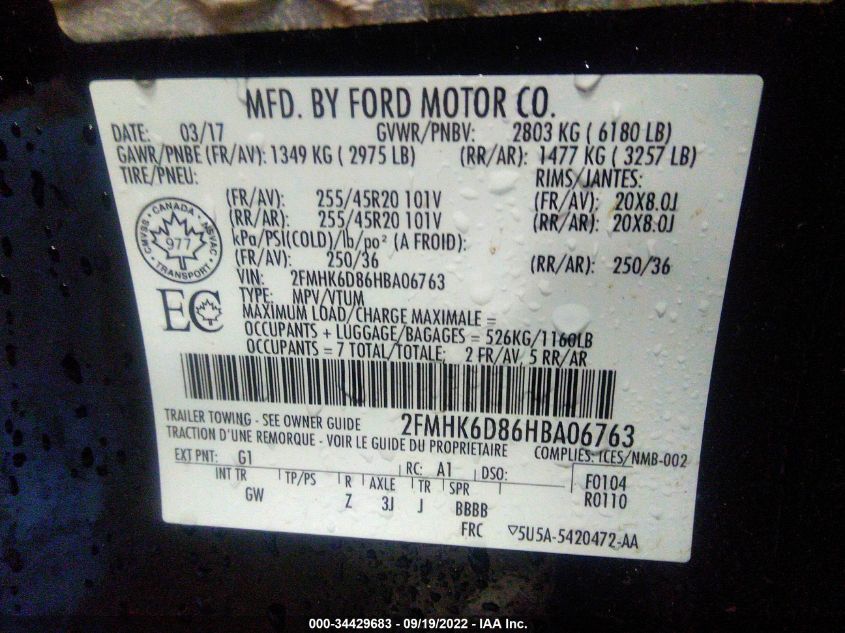 MFD. BY FORD MOTOR CO.
DATE: 03/17 GVWR/PNBV: 2803 KG ( 6180 LB)
GAWR/PNBE (FR/AV): 1349 KG ( 2975 LB) (RR/AR): 1477 KG ( 3257 LB)
TIRE/PNEU: RIMS/JANTES:
(FR/AV): 255/45R20 101V (FR/AV): 20X8.0J
(RR/AR): 255/45R20 101V (RR/AR): 20X8.0J
kPa/PSI(COLD)/lb/po² (A FROID):
(FR/AV): 250/36 (RR/AR): 250/36
CANADA
CMVSS ASVAC
977
TRANSPORT
VIN: 2FMHK6D86HBA06763
TYPE: MPV/VTUM
EC
MAXIMUM LOAD/CHARGE MAXIMALE =
OCCUPANTS + LUGGAGE/BAGAGES = 526KG/1160LB
OCCUPANTS = 7 TOTAL/TOTALE: 2 FR/AV, 5 RR/AR
TRAILER TOWING - SEE OWNER GUIDE 2FMHK6D86HBA06763
TRACTION D'UNE REMORQUE - VOIR LE GUIDE DU PROPRIETAIRE
COMPLIES: ICES/NMB-002
EXT PNT: G1 RC: A1 DSO: F0104
INT TR TP/PS R AXLE TR SPR R0110
GW Z 3J J BBBB
FRC ▽5U5A-5420472-AA
000-34429683 - 09/19/2022 - IAA Inc.